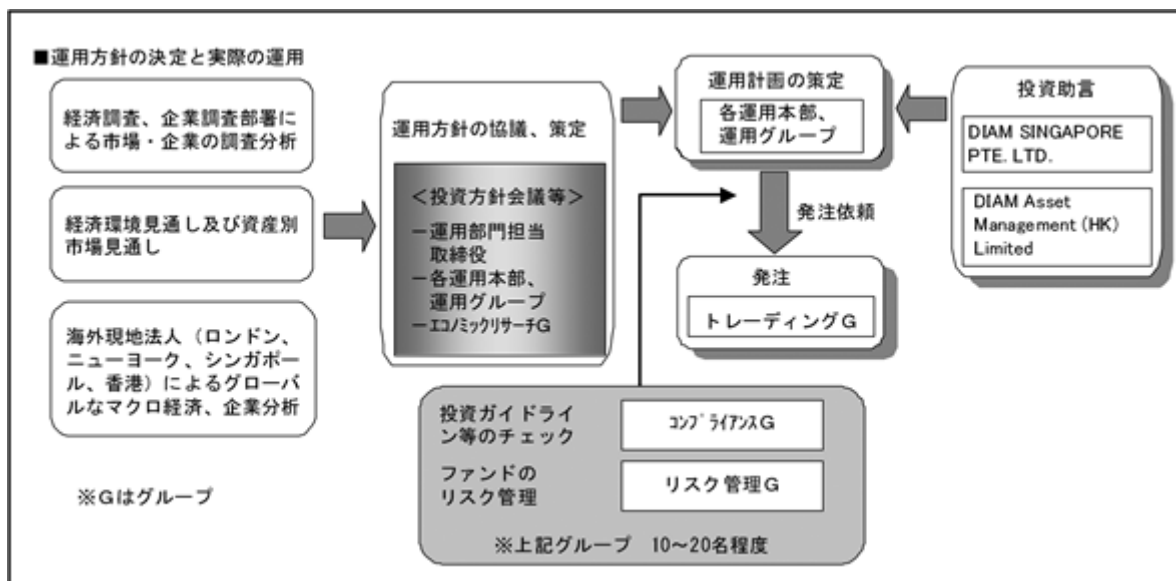 ■運用方針の決定と実際の運用
経済調査、企業調査部署に
よる市場・企業の調査分析
経済環境見通し及び資産別
市場見通し
海外現地法人（ロンドン、
ニューヨーク、シンガポー
ル、香港）によるグローバ
ルなマクロ経済、企業分析
※Gはグループ
運用方針の協議、策定
＜投資方針会議等＞
－運用部門担当
取締役
－各運用本部、
運用グループ
－ｴｺﾉﾐｯｸﾘｻｰﾁG
運用計画の策定
各運用本部、
運用グループ
発注依頼
発注
トレーディングG
投資助言
DIAM SINGAPORE
PTE. LTD.
DIAM Asset
Management (HK)
Limited
投資ガイドライ
ン等のチェック
ｺﾝﾌﾟﾗｲｱﾝｽG
ファンドの
リスク管理
リスク管理G
※上記グループ　10～20名程度